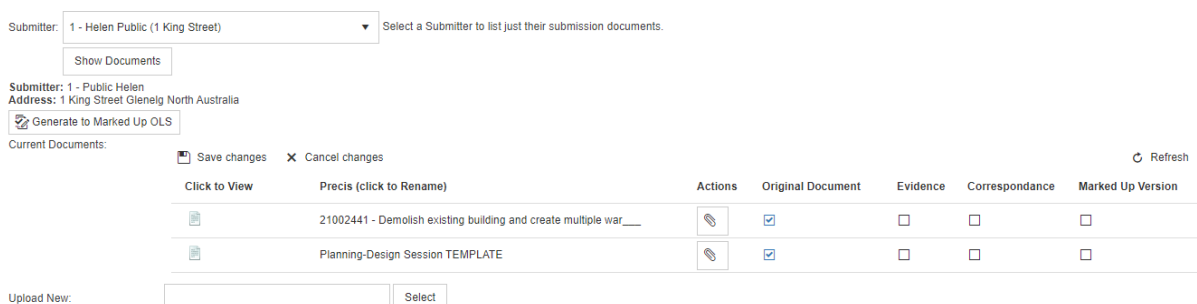 Submitter: 1 - Helen Public (1 King Street) Select a Submitter to list just their submission documents.
Show Documents
Submitter: 1 - Public Helen
Address: 1 King Street Glenelg North Australia
Generate to Marked Up OLS
Current Documents:
Save changes Cancel changes Refresh
Click to View Precis (click to Rename) Actions Original Document Evidence Correspondance Marked Up Version
21002441 - Demolish existing building and create multiple war___
Planning-Design Session TEMPLATE
Upload New: Select